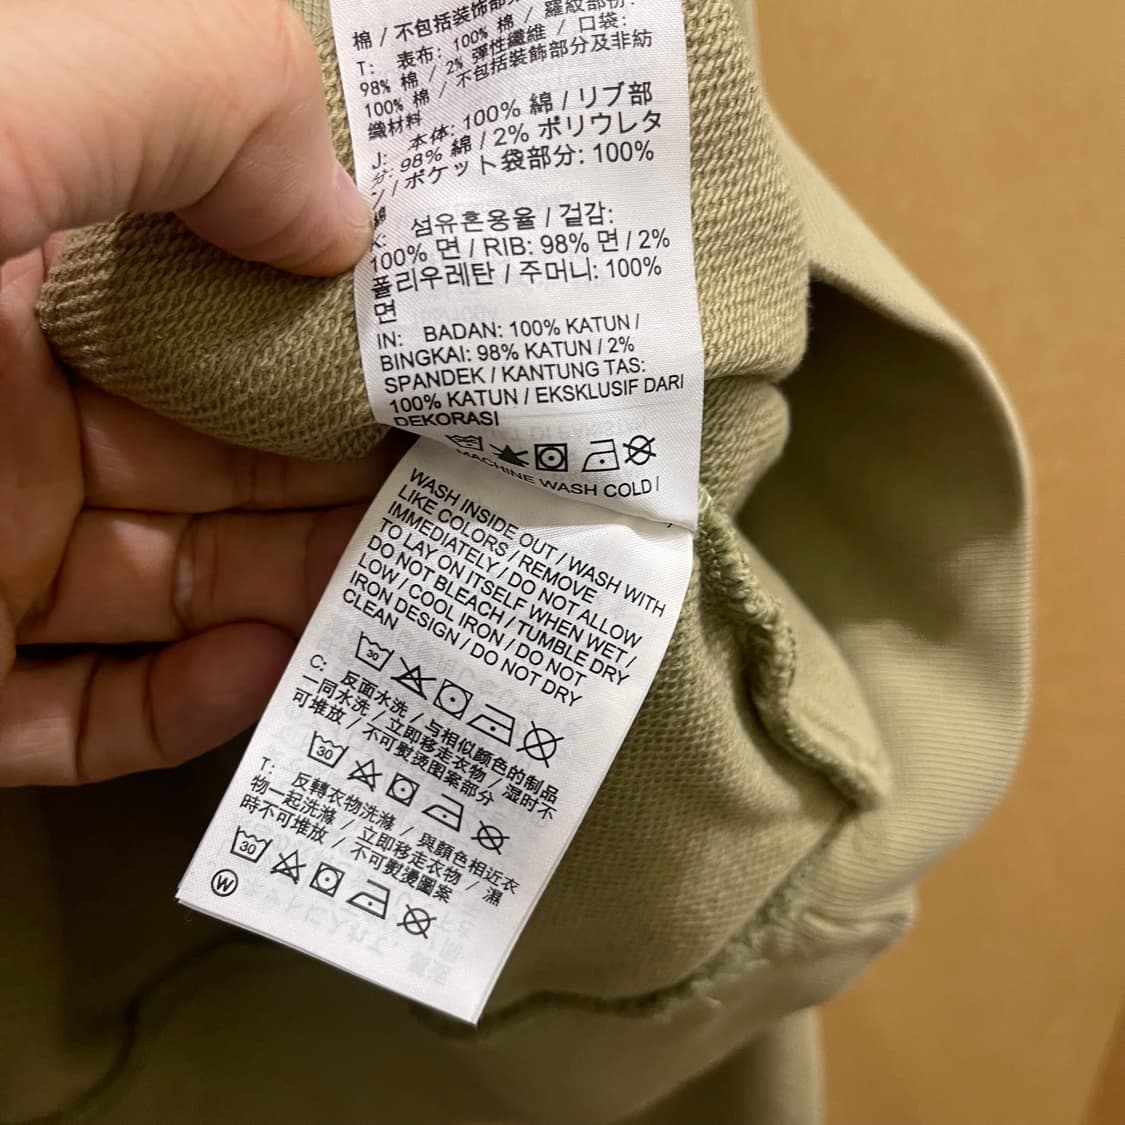 棉 / 不包括装饰部
T: 表布: 100% 棉 / 羅紋部份:
98% 棉 / 2% 彈性纖維 / 口袋:
100% 棉 / 不包括裝飾部分及非紡
織材料
J: 本体: 100% 綿 / リブ部
分: 98% 綿 / 2% ポリウレタ
ン / ポケット袋部分: 100%
綿
K: 섬유혼용율 / 겉감:
100% 면 / RIB: 98% 면 / 2%
폴리우레탄 / 주머니: 100%
면
IN: BADAN: 100% KATUN /
BINGKAI: 98% KATUN / 2%
SPANDEK / KANTUNG TAS:
100% KATUN / EKSKLUSIF DARI
DEKORASI
MACHINE WASH COLD /
WASH INSIDE OUT / WASH WITH
LIKE COLORS / REMOVE
IMMEDIATELY / DO NOT ALLOW
TO LAY ON ITSELF WHEN WET /
DO NOT BLEACH / TUMBLE DRY
LOW / COOL IRON / DO NOT
IRON DESIGN / DO NOT DRY
CLEAN
30
C: 反面水洗 / 与相似颜色的制品
一同水洗 / 立即移走衣物 / 湿时不
可堆放 / 不可熨烫图案部分
30
T: 反轉衣物洗滌 / 與顏色相近衣
物一起洗滌 / 立即移走衣物 / 濕
時不可堆放 / 不可熨燙圖案
30
W